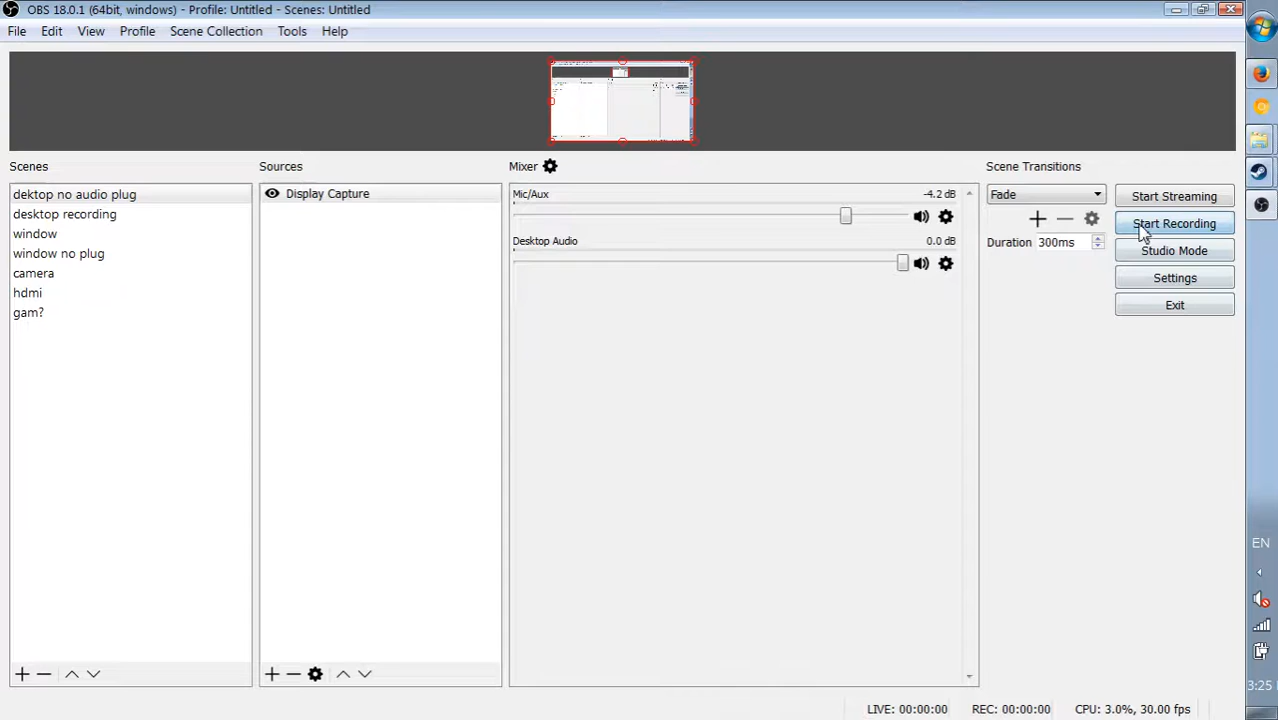 OBS 18.0.1 (64bit, windows) - Profile: Untitled - Scenes: Untitled
File Edit View Profile Scene Collection Tools Help
Scenes
dektop no audio plug
desktop recording
window
window no plug
camera
hdmi
gam?
Sources
Display Capture
Mixer
Mic/Aux -4.2 dB
Desktop Audio 0.0 dB
Scene Transitions
Fade
Duration 300ms
Start Streaming
Start Recording
Studio Mode
Settings
Exit
EN
3:25
LIVE: 00:00:00 REC: 00:00:00 CPU: 3.0%, 30.00 fps